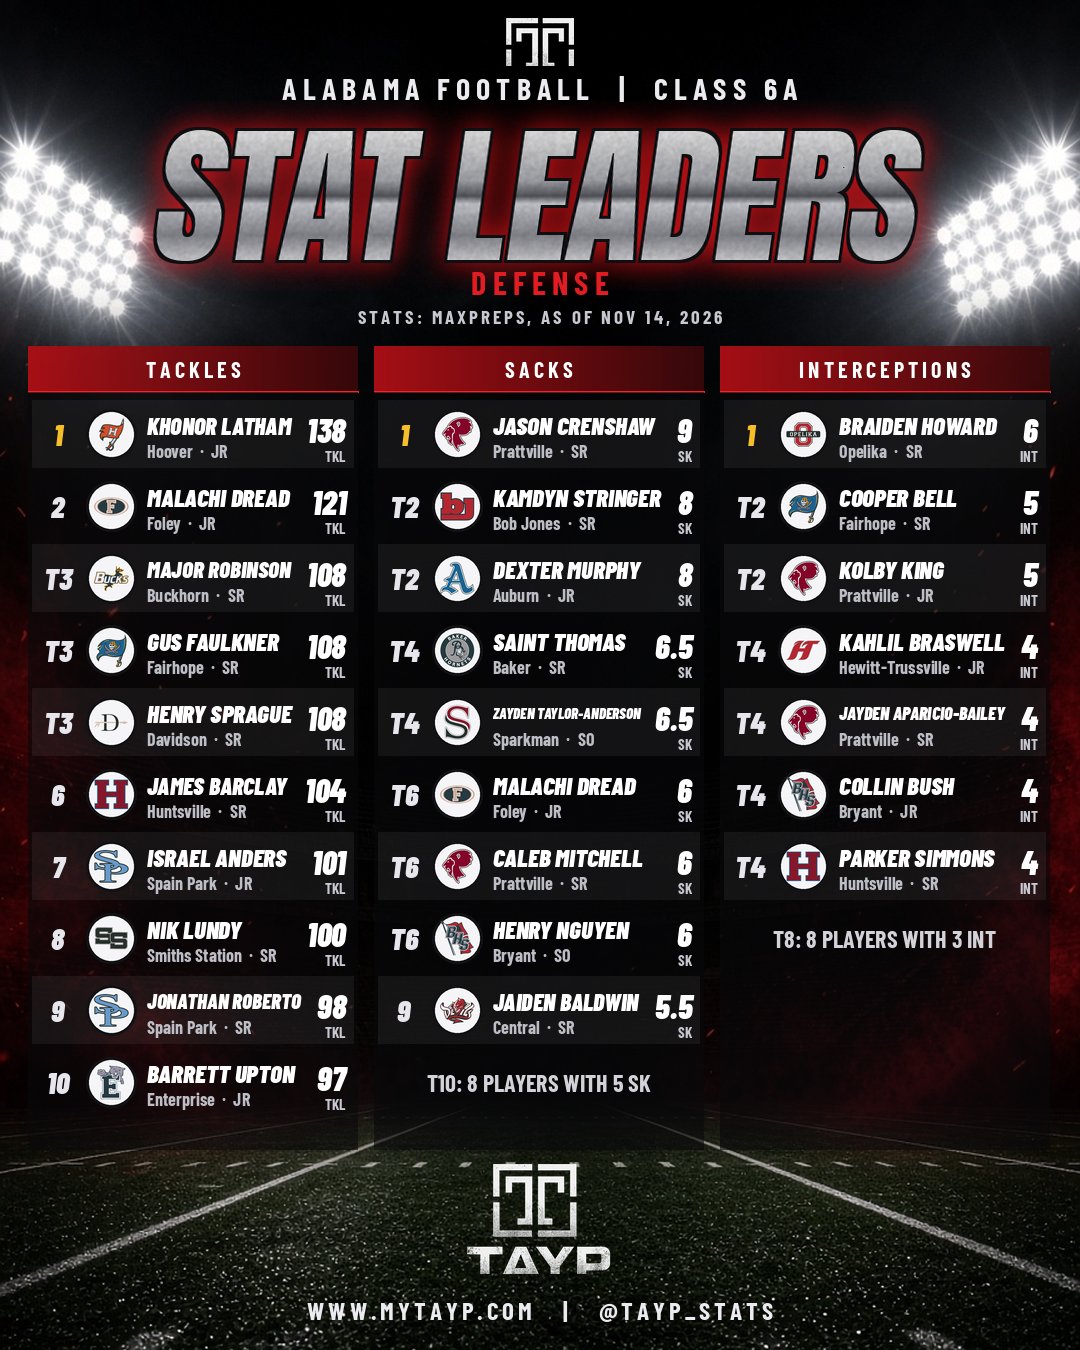 ALABAMA FOOTBALL | CLASS 6A
STAT LEADERS
DEFENSE
STATS: MAXPREPS, AS OF NOV 14, 2026
TACKLES
1 KHONOR LATHAM 138
Hoover · JR TKL
2 MALACHI DREAD 121
Foley · JR TKL
T3 MAJOR ROBINSON 108
Buckhorn · SR TKL
T3 GUS FAULKNER 108
Fairhope · SR TKL
T3 HENRY SPRAGUE 108
Davidson · SR TKL
6 JAMES BARCLAY 104
Huntsville · SR TKL
7 ISRAEL ANDERS 101
Spain Park · JR TKL
8 NIK LUNDY 100
Smiths Station · SR TKL
9 JONATHAN ROBERTO 98
Spain Park · SR TKL
10 BARRETT UPTON 97
Enterprise · JR TKL
SACKS
1 JASON CRENSHAW 9
Prattville · SR SK
T2 KAMDYN STRINGER 8
Bob Jones · SR SK
T2 DEXTER MURPHY 8
Auburn · JR SK
T4 SAINT THOMAS 6.5
Baker · SR SK
T4 ZAYDEN TAYLOR-ANDERSON 6.5
Sparkman · SO SK
T6 MALACHI DREAD 6
Foley · JR SK
T6 CALEB MITCHELL 6
Prattville · SR SK
T6 HENRY NGUYEN 6
Bryant · SO SK
9 JAIDEN BALDWIN 5.5
Central · SR SK
T10: 8 PLAYERS WITH 5 SK
INTERCEPTIONS
1 BRAIDEN HOWARD 6
Opelika · SR INT
T2 COOPER BELL 5
Fairhope · SR INT
T2 KOLBY KING 5
Prattville · JR INT
T4 KAHLIL BRASWELL 4
Hewitt-Trussville · JR INT
T4 JAYDEN APARICIO-BAILEY 4
Prattville · SR INT
T4 COLLIN BUSH 4
Bryant · JR INT
T4 PARKER SIMMONS 4
Huntsville · SR INT
T8: 8 PLAYERS WITH 3 INT
TAYP
WWW.MYTAYP.COM | @TAYP_STATS